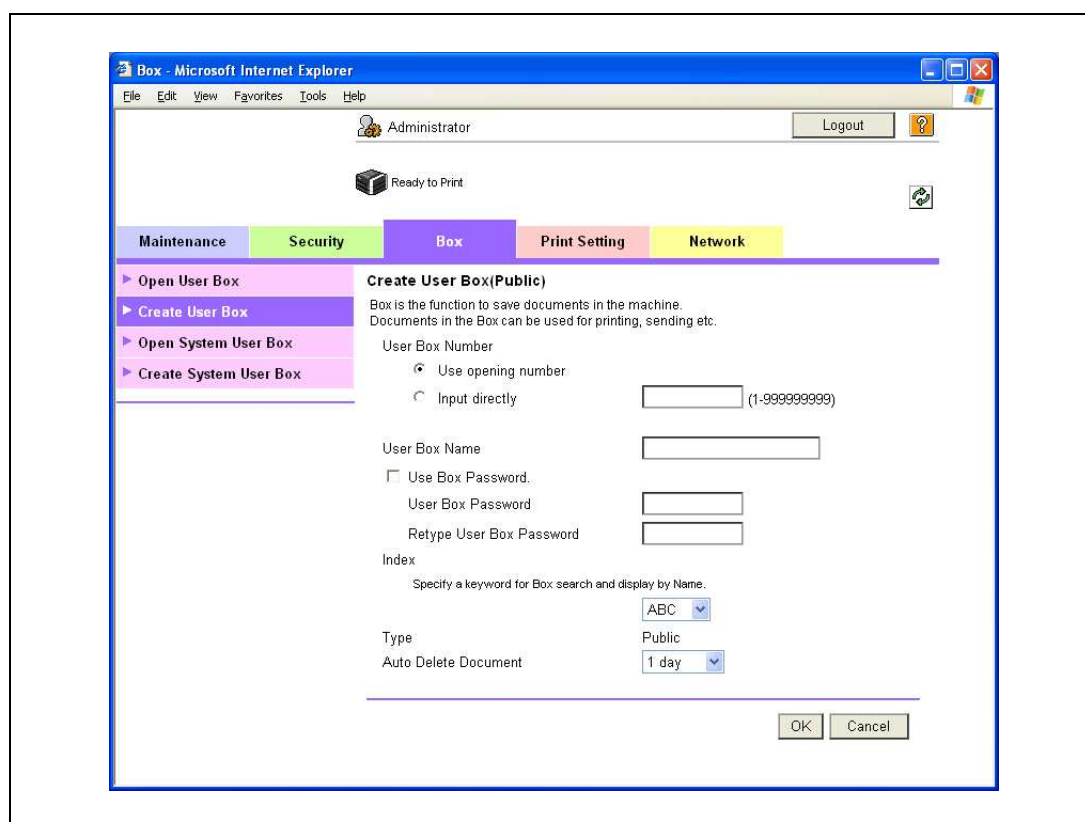 Box - Microsoft Internet Explorer
File Edit View Favorites Tools Help
Administrator Logout ?
Ready to Print
Maintenance Security Box Print Setting Network
Open User Box
Create User Box
Open System User Box
Create System User Box
Create User Box(Public)
Box is the function to save documents in the machine.
Documents in the Box can be used for printing, sending etc.
User Box Number
Use opening number
Input directly (1-999999999)
User Box Name
Use Box Password.
User Box Password
Retype User Box Password
Index
Specify a keyword for Box search and display by Name.
ABC
Type Public
Auto Delete Document 1 day
OK Cancel